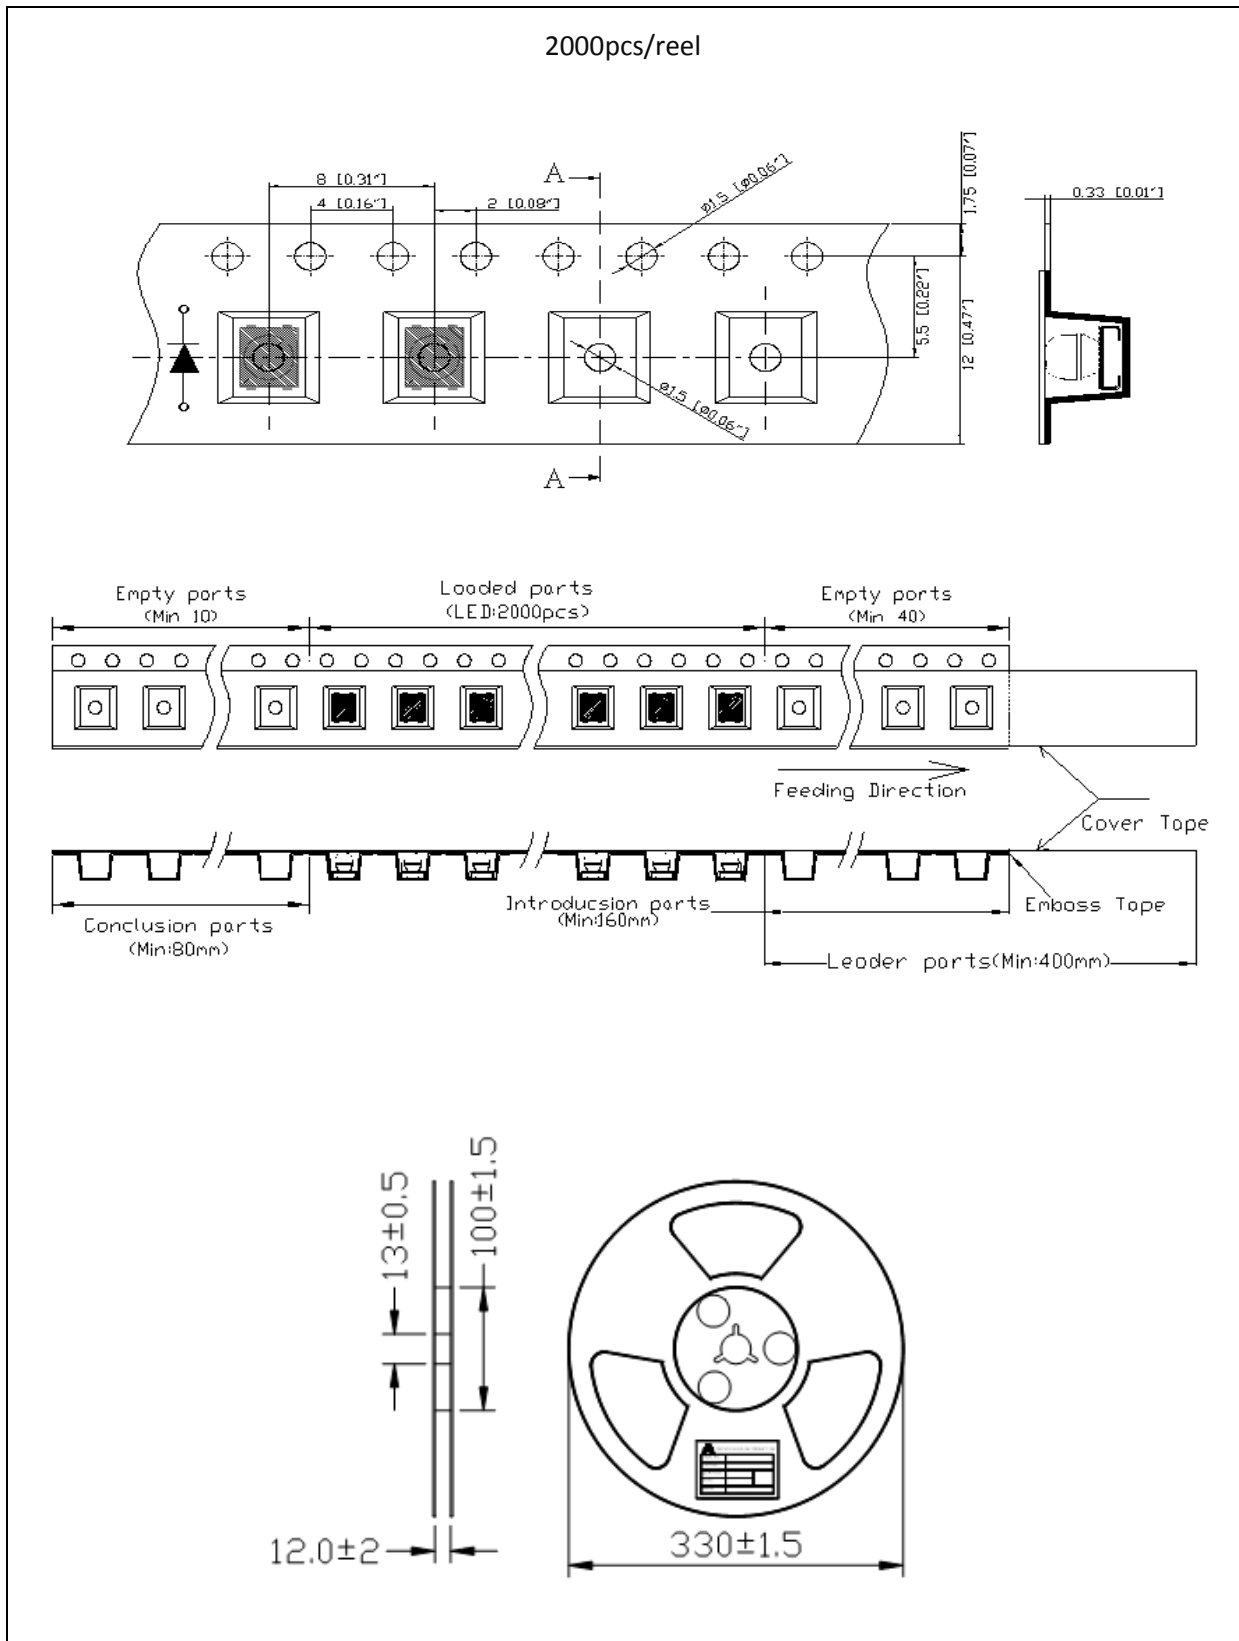 2000pcs/reel
A
8 [0.31"]
4 [0.16"]
2 [0.08"]
ø1.5 [ø0.06"]
1.75 [0.07"]
0.33 [0.01"]
5.5 [0.22"]
12 [0.47"]
ø1.5 [ø0.06"]
A
Empty parts
(Min 10)
Loaded parts
(LED:2000pcs)
Empty parts
(Min 40)
Feeding Direction
Cover Tape
Conclusion parts
(Min:80mm)
Introducsion parts
(Min:160mm)
Emboss Tape
Leader parts(Min:400mm)
13±0.5
100±1.5
12.0±2
330±1.5
A